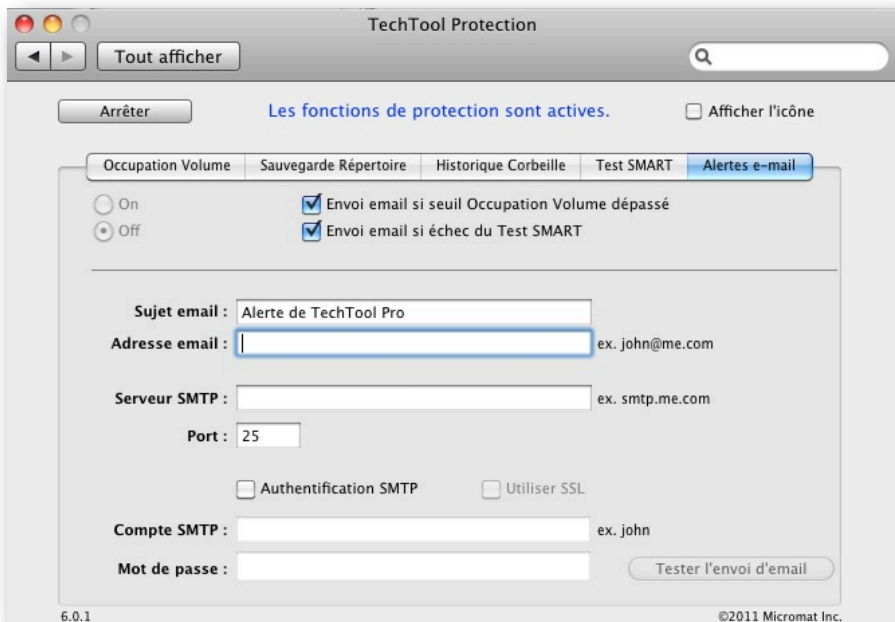 TechTool Protection
Tout afficher
Arrêter
Les fonctions de protection sont actives.
Afficher l'icône
Occupation Volume
Sauvegarde Répertoire
Historique Corbeille
Test SMART
Alertes e-mail
On
Envoi email si seuil Occupation Volume dépassé
Off
Envoi email si échec du Test SMART
Sujet email : Alerte de TechTool Pro
Adresse email : ex. john@me.com
Serveur SMTP : ex. smtp.me.com
Port : 25
Authentification SMTP
Utiliser SSL
Compte SMTP : ex. john
Mot de passe :
Tester l'envoi d'email
6.0.1
©2011 Micromat Inc.